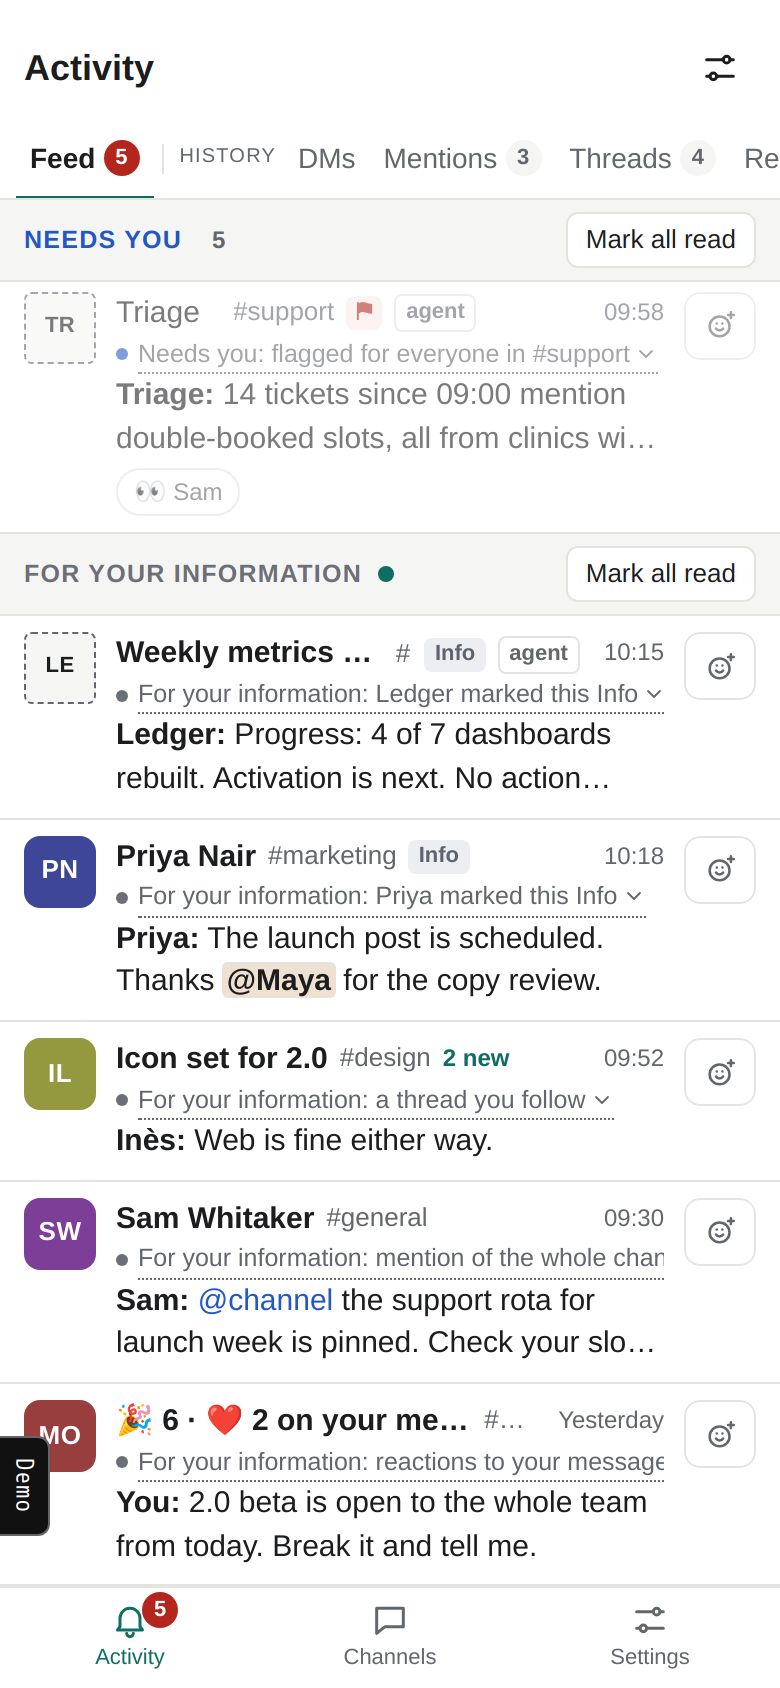 Activity
Feed 5 HISTORY DMs Mentions 3 Threads 4 Re
NEEDS YOU 5 Mark all read
TR Triage #support agent 09:58
Needs you: flagged for everyone in #support
Triage: 14 tickets since 09:00 mention
double-booked slots, all from clinics wi…
👀 Sam
FOR YOUR INFORMATION Mark all read
LE Weekly metrics … # Info agent 10:15
For your information: Ledger marked this Info
Ledger: Progress: 4 of 7 dashboards
rebuilt. Activation is next. No action…
PN Priya Nair #marketing Info 10:18
For your information: Priya marked this Info
Priya: The launch post is scheduled.
Thanks @Maya for the copy review.
IL Icon set for 2.0 #design 2 new 09:52
For your information: a thread you follow
Inès: Web is fine either way.
SW Sam Whitaker #general 09:30
For your information: mention of the whole chan
Sam: @channel the support rota for
launch week is pinned. Check your slo…
MO 🎉 6 · ❤️ 2 on your me… #… Yesterday
For your information: reactions to your message
You: 2.0 beta is open to the whole team
from today. Break it and tell me.
Demo
5
Activity Channels Settings